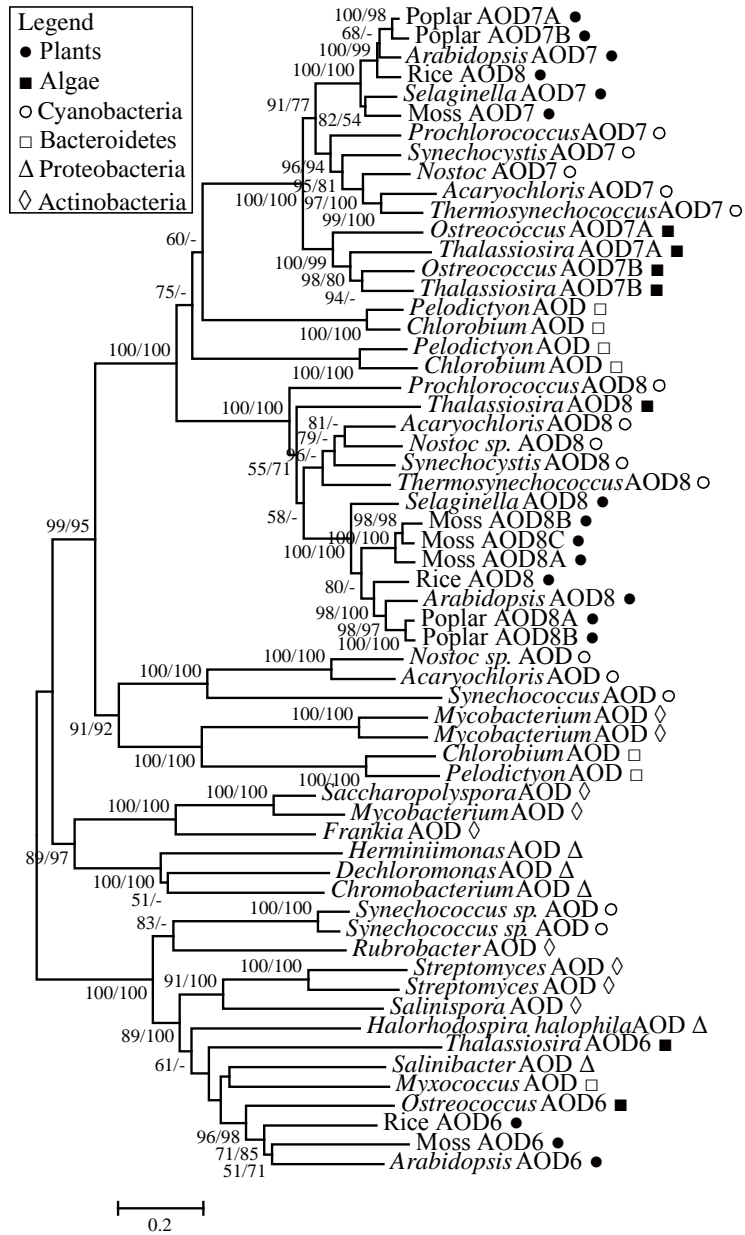 Legend
● Plants
■ Algae
○ Cyanobacteria
□ Bacteroidetes
Δ Proteobacteria
◊ Actinobacteria
100/98
Poplar AOD7A ●
68/-
Poplar AOD7B ●
100/99
Arabidopsis AOD7 ●
100/100
Rice AOD8 ●
Selaginella AOD7 ●
91/77
82/54
Moss AOD7 ●
Prochlorococcus AOD7 ○
Synechocystis AOD7 ○
96/94
Nostoc AOD7 ○
95/81
Acaryochloris AOD7 ○
100/100
97/100
Thermosynechococcus AOD7 ○
99/100
Ostreococcus AOD7A ■
60/-
Thalassiosira AOD7A ■
100/99
Ostreococcus AOD7B ■
98/80
Thalassiosira AOD7B ■
94/-
75/-
Pelodictyon AOD □
Chlorobium AOD □
100/100
Pelodictyon AOD □
100/100
Chlorobium AOD □
100/100
Prochlorococcus AOD8 ○
100/100
Thalassiosira AOD8 ■
81/-
Acaryochloris AOD8 ○
79/-
Nostoc sp. AOD8 ○
96/-
Synechocystis AOD8 ○
55/71
Thermosynechococcus AOD8 ○
Selaginella AOD8 ●
58/-
98/98
Moss AOD8B ●
99/95
100/100
Moss AOD8C ●
100/100
Moss AOD8A ●
Rice AOD8 ●
80/-
Arabidopsis AOD8 ●
98/100
Poplar AOD8A ●
98/97
Poplar AOD8B ●
100/100
Nostoc sp. AOD ○
100/100
100/100
Acaryochloris AOD ○
Synechococcus AOD ○
91/92
100/100
Mycobacterium AOD ◊
Mycobacterium AOD ◊
100/100
Chlorobium AOD □
100/100
Pelodictyon AOD □
100/100
Saccharopolyspora AOD ◊
100/100
Mycobacterium AOD ◊
Frankia AOD ◊
89/97
Herminiimonas AOD Δ
100/100
Dechloromonas AOD Δ
51/-
Chromobacterium AOD Δ
100/100
Synechococcus sp. AOD ○
83/-
Synechococcus sp. AOD ○
Rubrobacter AOD ◊
100/100
Streptomyces AOD ◊
91/100
Streptomyces AOD ◊
100/100
Salinispora AOD ◊
Halorhodospira halophila AOD Δ
89/100
Thalassiosira AOD6 ■
61/-
Salinibacter AOD Δ
Myxococcus AOD □
Ostreococcus AOD6 ■
Rice AOD6 ●
96/98
Moss AOD6 ●
71/85
Arabidopsis AOD6 ●
51/71
0.2